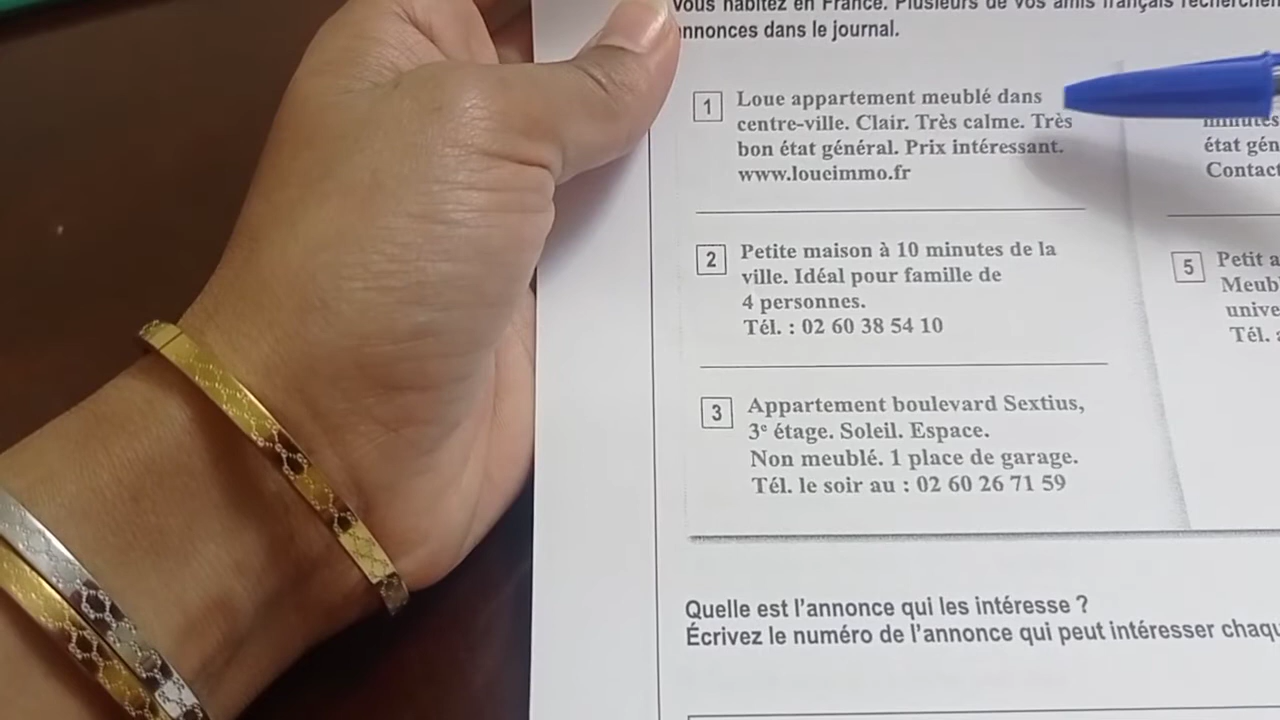 vous habitez en France. Plusieurs de vos amis français
nnonces dans le journal.
1 Loue appartement meublé dans
centre-ville. Clair. Très calme. Très
bon état général. Prix intéressant.
www.loueimmo.fr
2 Petite maison à 10 minutes de la
ville. Idéal pour famille de
4 personnes.
Tél. : 02 60 38 54 10
3 Appartement boulevard Sextius,
3e étage. Soleil. Espace.
Non meublé. 1 place de garage.
Tél. le soir au : 02 60 26 71 59
minutes
état gén
Contact
5 Petit a
Meub
unive
Tél.
Quelle est l'annonce qui les intéresse ?
Écrivez le numéro de l'annonce qui peut intéresser chaqu